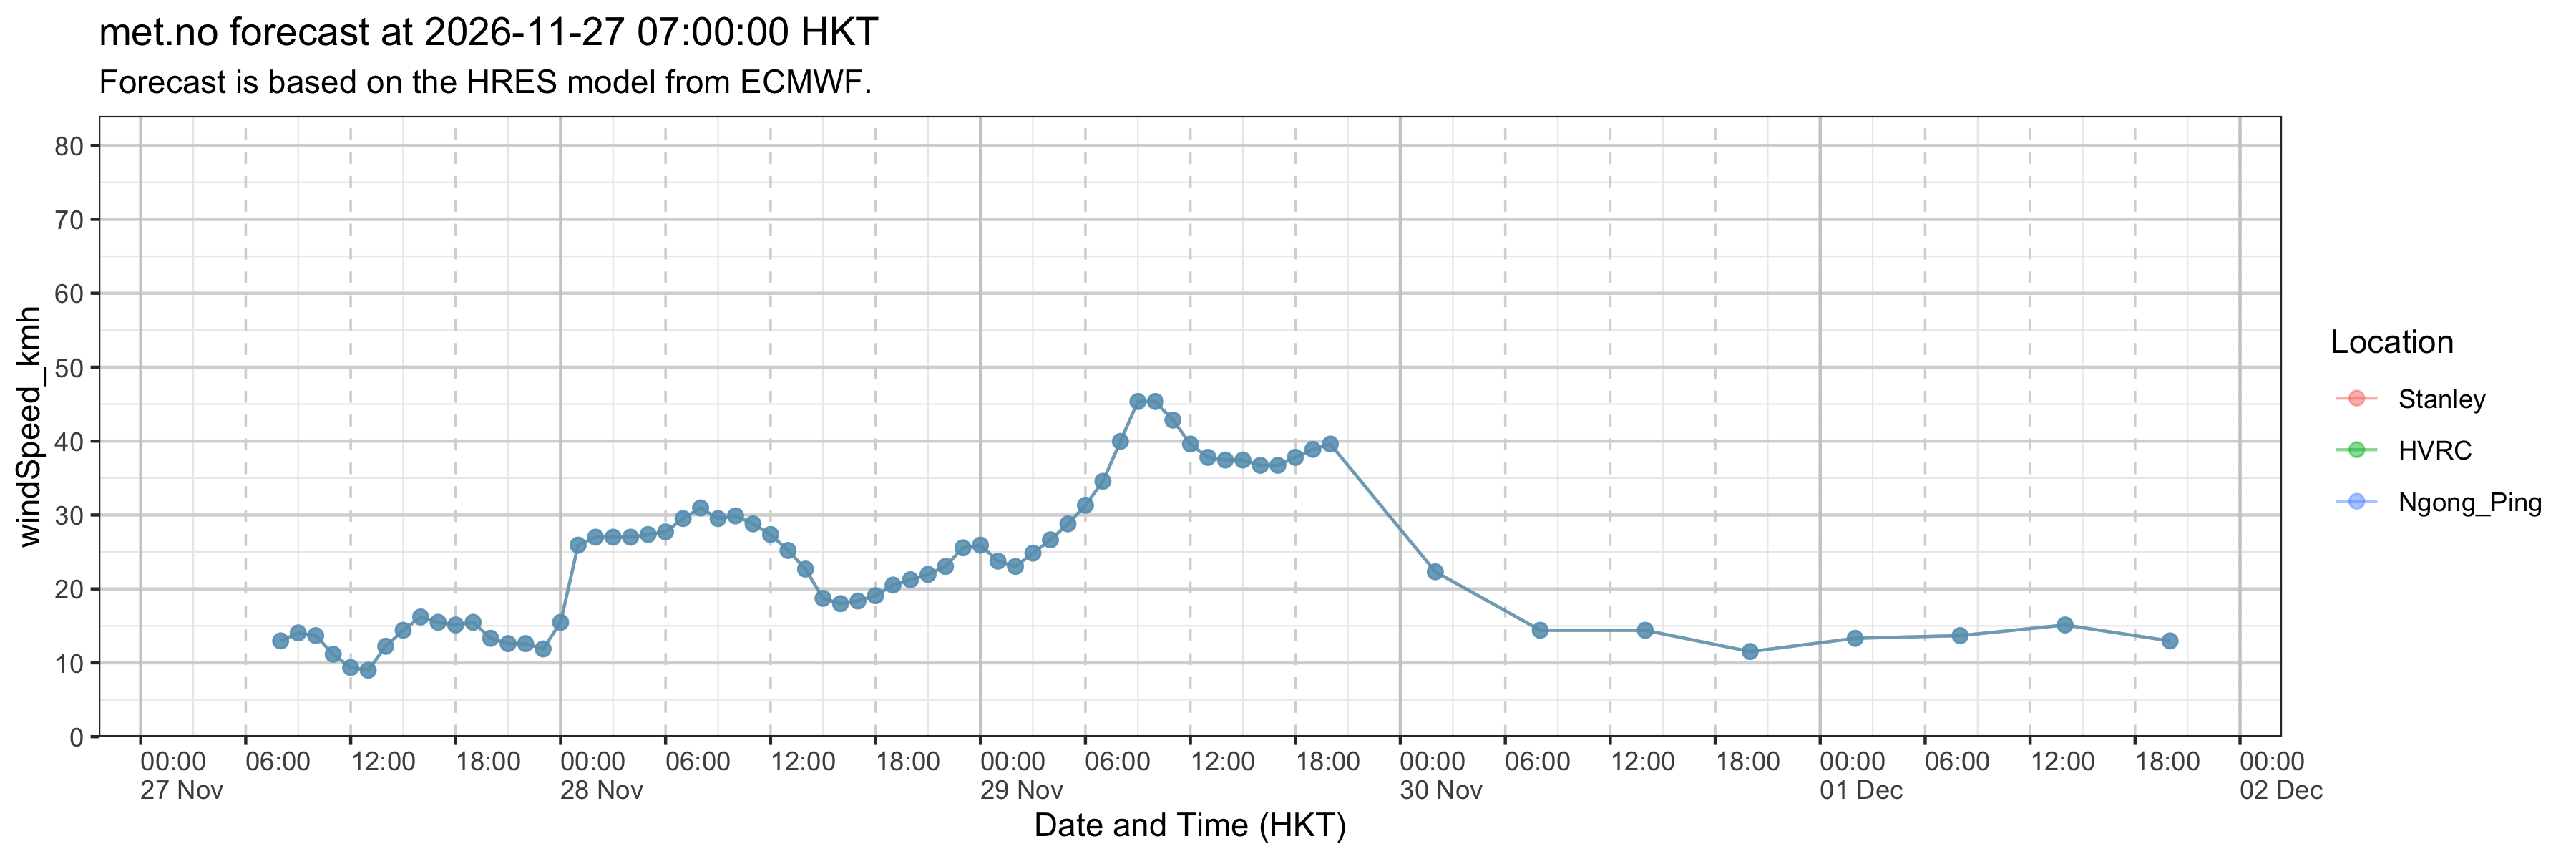 met.no forecast at 2026-11-27 07:00:00 HKT
Forecast is based on the HRES model from ECMWF.
windSpeed_kmh
80
70
60
50
40
30
20
10
0
00:00 06:00 12:00 18:00 00:00 06:00 12:00 18:00 00:00 06:00 12:00 18:00 00:00 06:00 12:00 18:00 00:00 06:00 12:00 18:00 00:00
27 Nov 28 Nov 29 Nov 30 Nov 01 Dec 02 Dec
Date and Time (HKT)
Location
Stanley
HVRC
Ngong_Ping